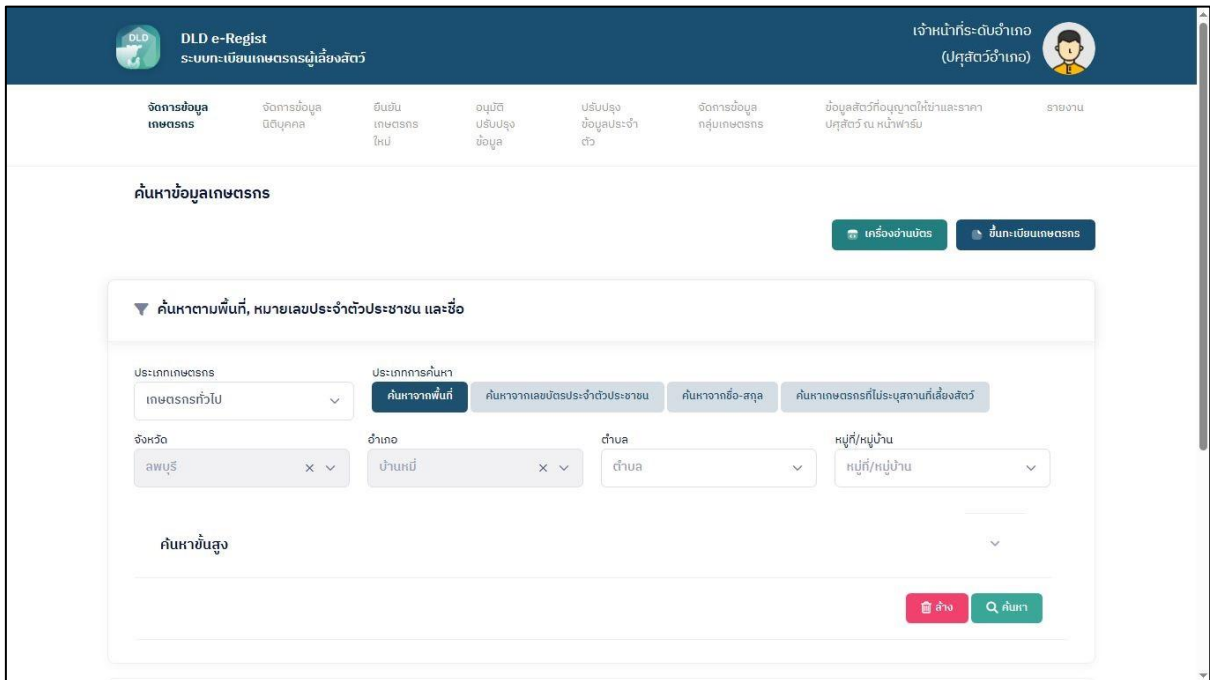 DLD
DLD e-Regist
ระบบทะเบียนเกษตรกรผู้เลี้ยงสัตว์
เจ้าหน้าที่ระดับอำเภอ
(ปศุสัตว์อำเภอ)
จัดการข้อมูล
เกษตรกร
จัดการข้อมูล
นิติบุคคล
ยืนยัน
เกษตรกร
ใหม่
อนุมัติ
ปรับปรุง
ข้อมูล
ปรับปรุง
ข้อมูลประจำ
ตัว
จัดการข้อมูล
กลุ่มเกษตรกร
ข้อมูลสัตว์ที่อนุญาตให้ฆ่าและราคา
ปศุสัตว์ ณ หน้าฟาร์ม
รายงาน
ค้นหาข้อมูลเกษตรกร
เครื่องอ่านบัตร
ขึ้นทะเบียนเกษตรกร
ค้นหาตามพื้นที่, หมายเลขประจำตัวประชาชน และชื่อ
ประเภทเกษตรกร
ประเภทการค้นหา
เกษตรกรทั่วไป
ค้นหาจากพื้นที่
ค้นหาจากเลขบัตรประจำตัวประชาชน
ค้นหาจากชื่อ-สกุล
ค้นหาเกษตรกรที่ไม่ระบุสถานที่เลี้ยงสัตว์
จังหวัด
อำเภอ
ตำบล
หมู่ที่/หมู่บ้าน
ลพบุรี
บ้านหมี่
ตำบล
หมู่ที่/หมู่บ้าน
ค้นหาขั้นสูง
ล้าง
ค้นหา